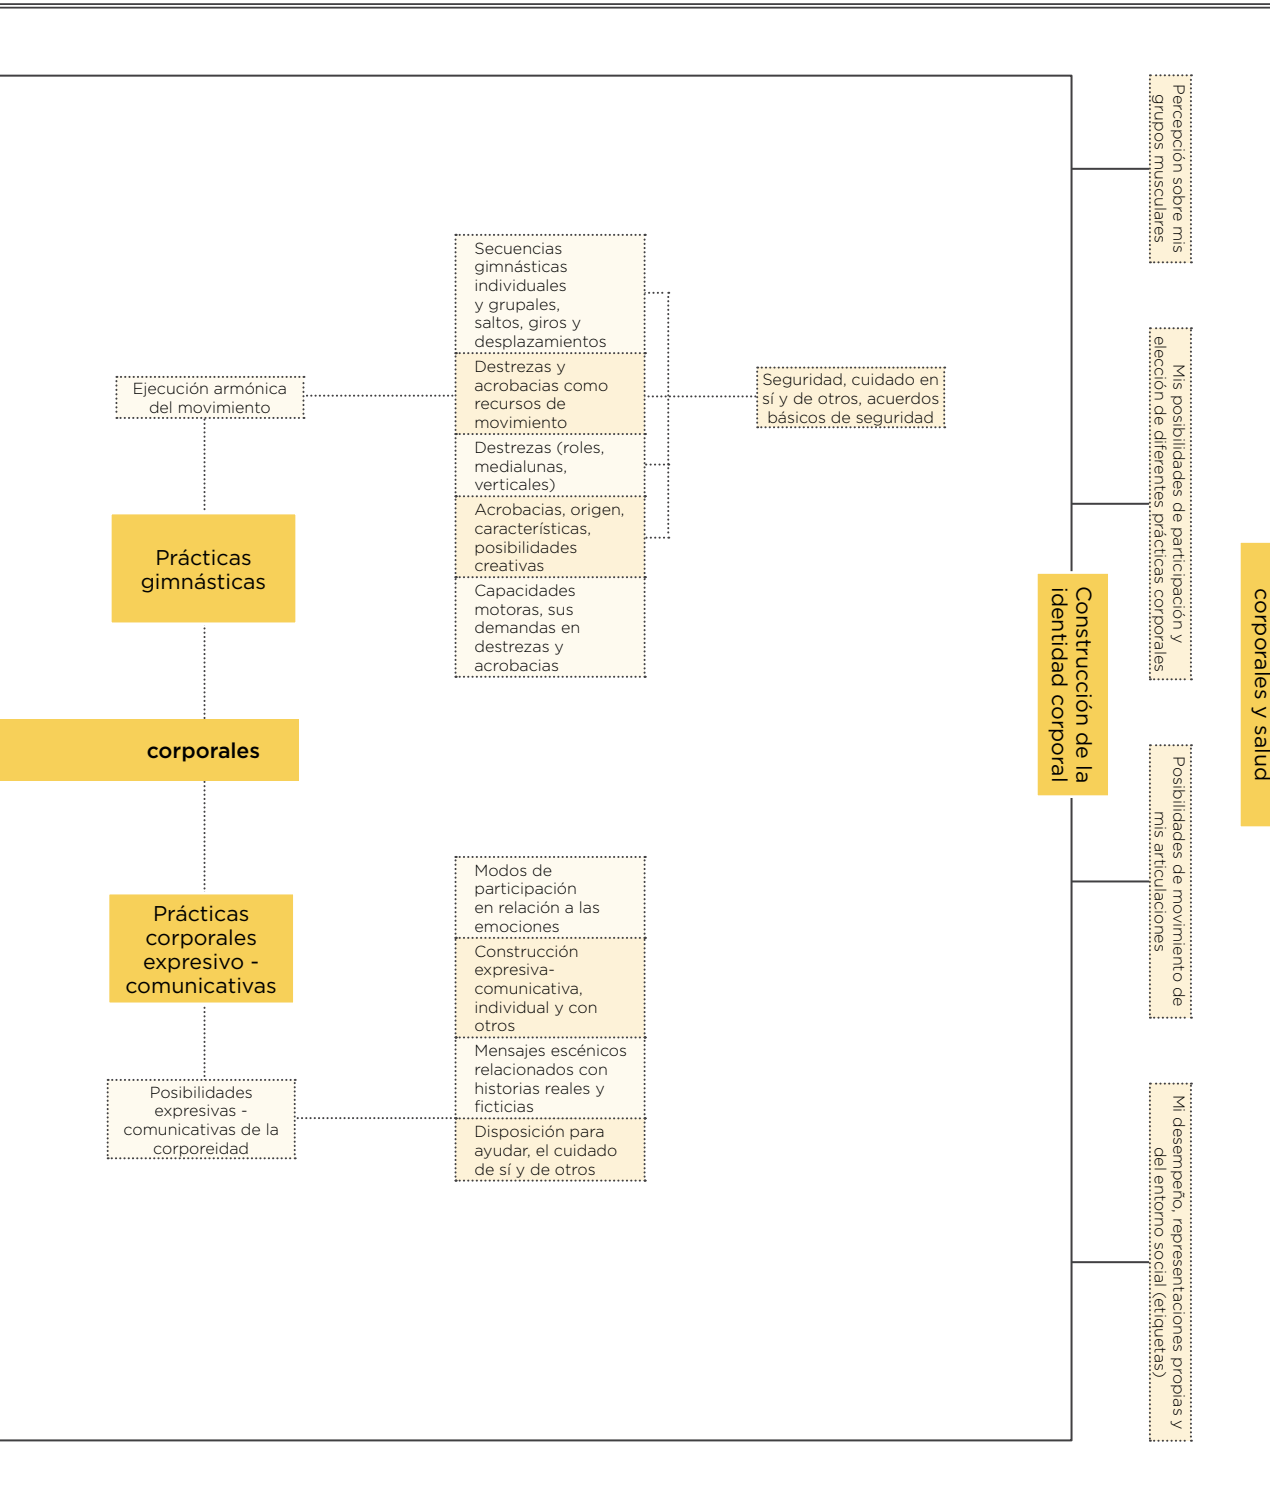 Secuencias
gimnásticas
individuales
y grupales,
saltos, giros y
desplazamientos
Destrezas y
acrobacias como
recursos de
movimiento
Destrezas (roles,
medialunas,
verticales)
Acrobacias, origen,
características,
posibilidades
creativas
Capacidades
motoras, sus
demandas en
destrezas y
acrobacias
Ejecución armónica
del movimiento
Seguridad, cuidado en
sí y de otros, acuerdos
básicos de seguridad
Prácticas
gimnásticas
corporales
Prácticas
corporales
expresivo -
comunicativas
Posibilidades
expresivas -
comunicativas de la
corporeidad
Modos de
participación
en relación a las
emociones
Construcción
expresiva-
comunicativa,
individual y con
otros
Mensajes escénicos
relacionados con
historias reales y
ficticias
Disposición para
ayudar, el cuidado
de sí y de otros
Construcción de la
identidad corporal
Percepción sobre mis
grupos musculares
Mis posibilidades de participación y
elección de diferentes prácticas corporales
Posibilidades de movimiento de
mis articulaciones
Mi desempeño, representaciones propias y
del entorno social (etiquetas)
corporales y salud